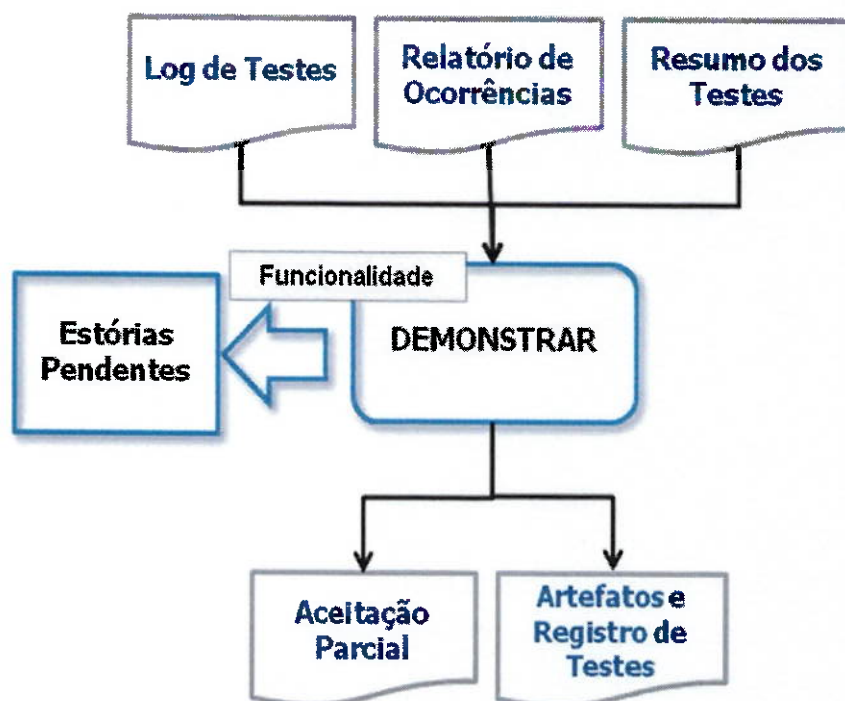 Log de Testes
Relatório de
Ocorrências
Resumo dos
Testes
Funcionalidade
Estórias
Pendentes
DEMONSTRAR
Aceitação
Parcial
Artefatos e
Registro de
Testes